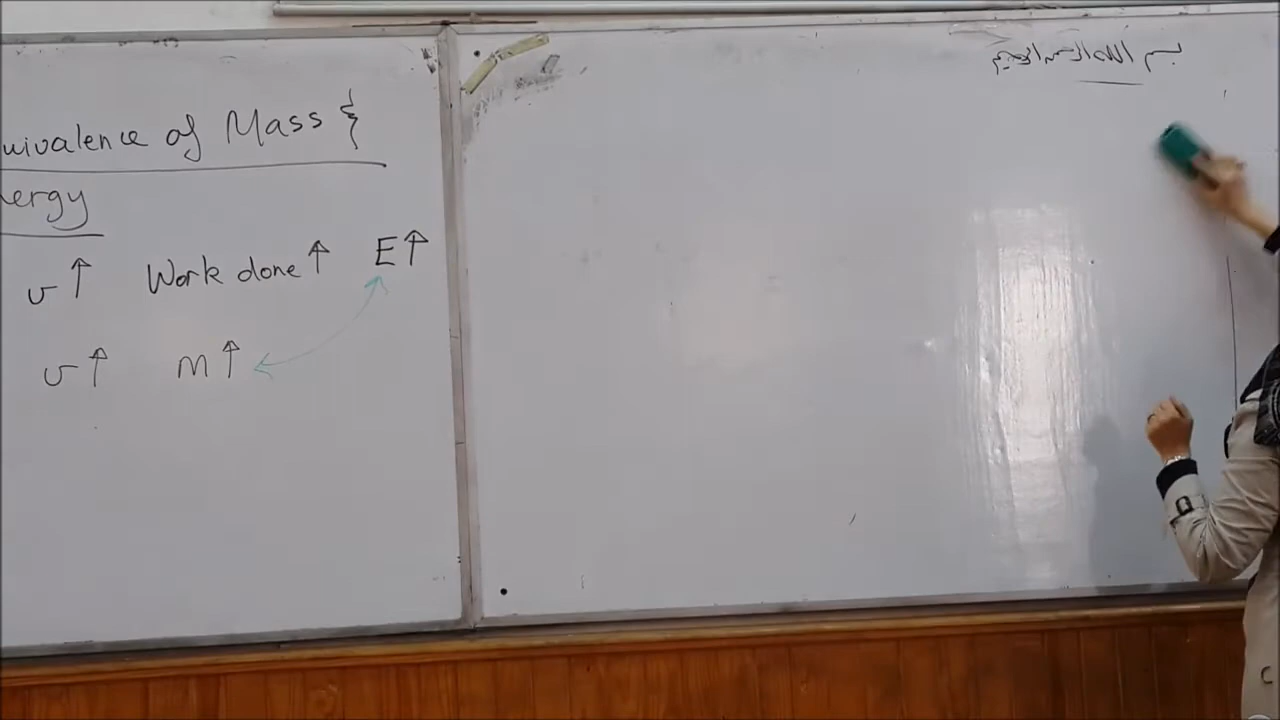 uivalence of Mass &
ergy
v ↑ Work done ↑ E ↑
v ↑ m ↑
بسم الله الرحمن الرحيم